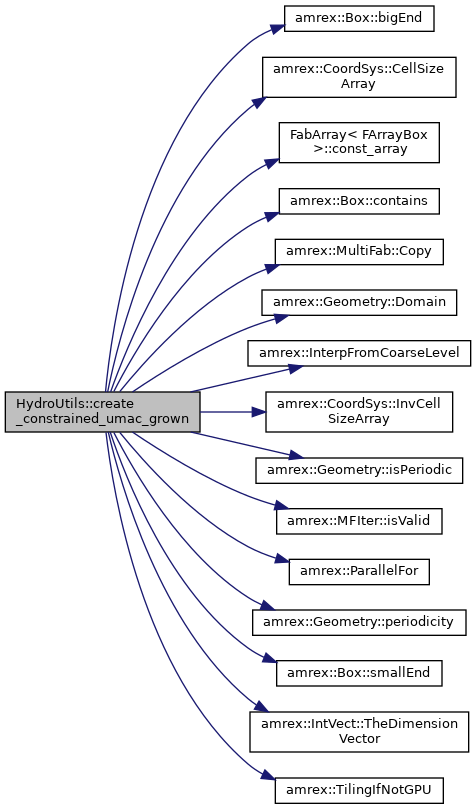 amrex::Box::bigEnd
amrex::CoordSys::CellSize
Array
FabArray< FArrayBox
>::const_array
amrex::Box::contains
amrex::MultiFab::Copy
amrex::Geometry::Domain
amrex::InterpFromCoarseLevel
HydroUtils::create
_constrained_umac_grown
amrex::CoordSys::InvCell
SizeArray
amrex::Geometry::isPeriodic
amrex::MFIter::isValid
amrex::ParallelFor
amrex::Geometry::periodicity
amrex::Box::smallEnd
amrex::IntVect::TheDimension
Vector
amrex::TilingIfNotGPU